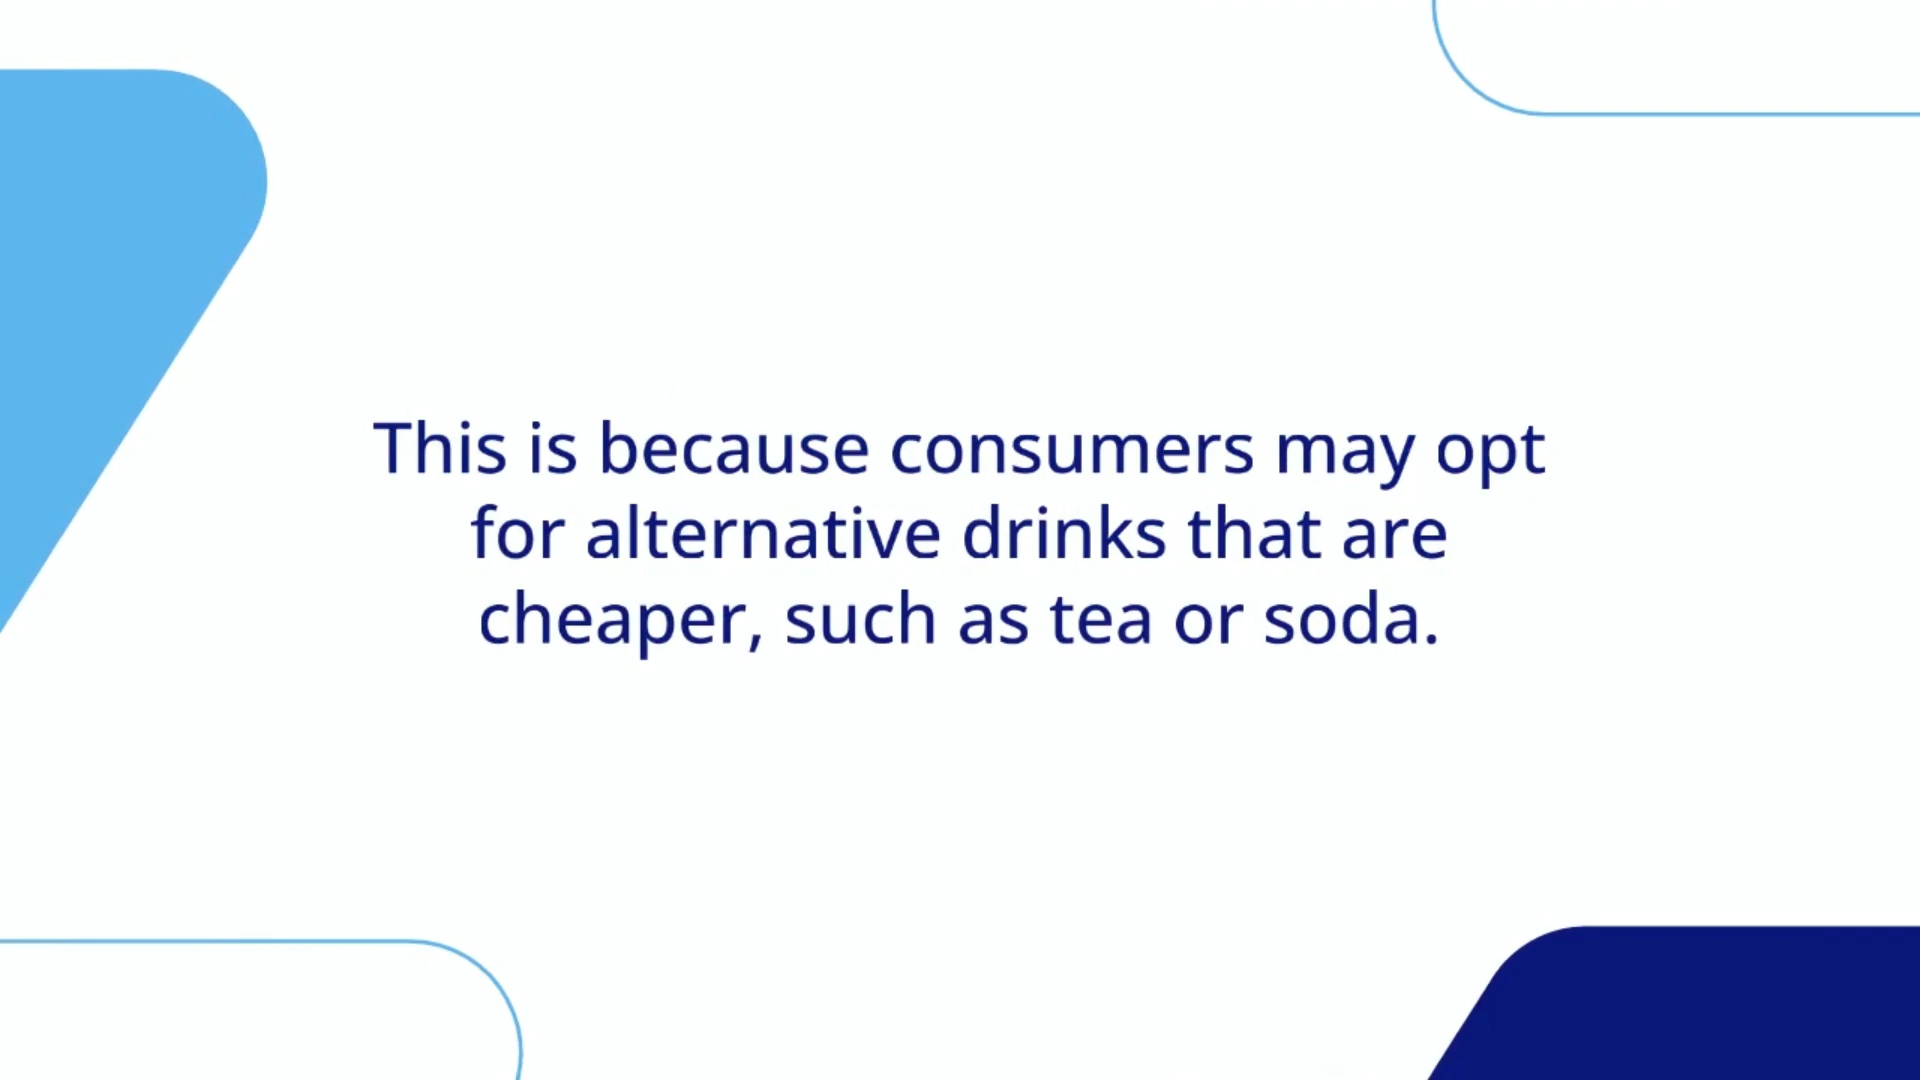 This is because consumers may opt
for alternative drinks that are
cheaper, such as tea or soda.